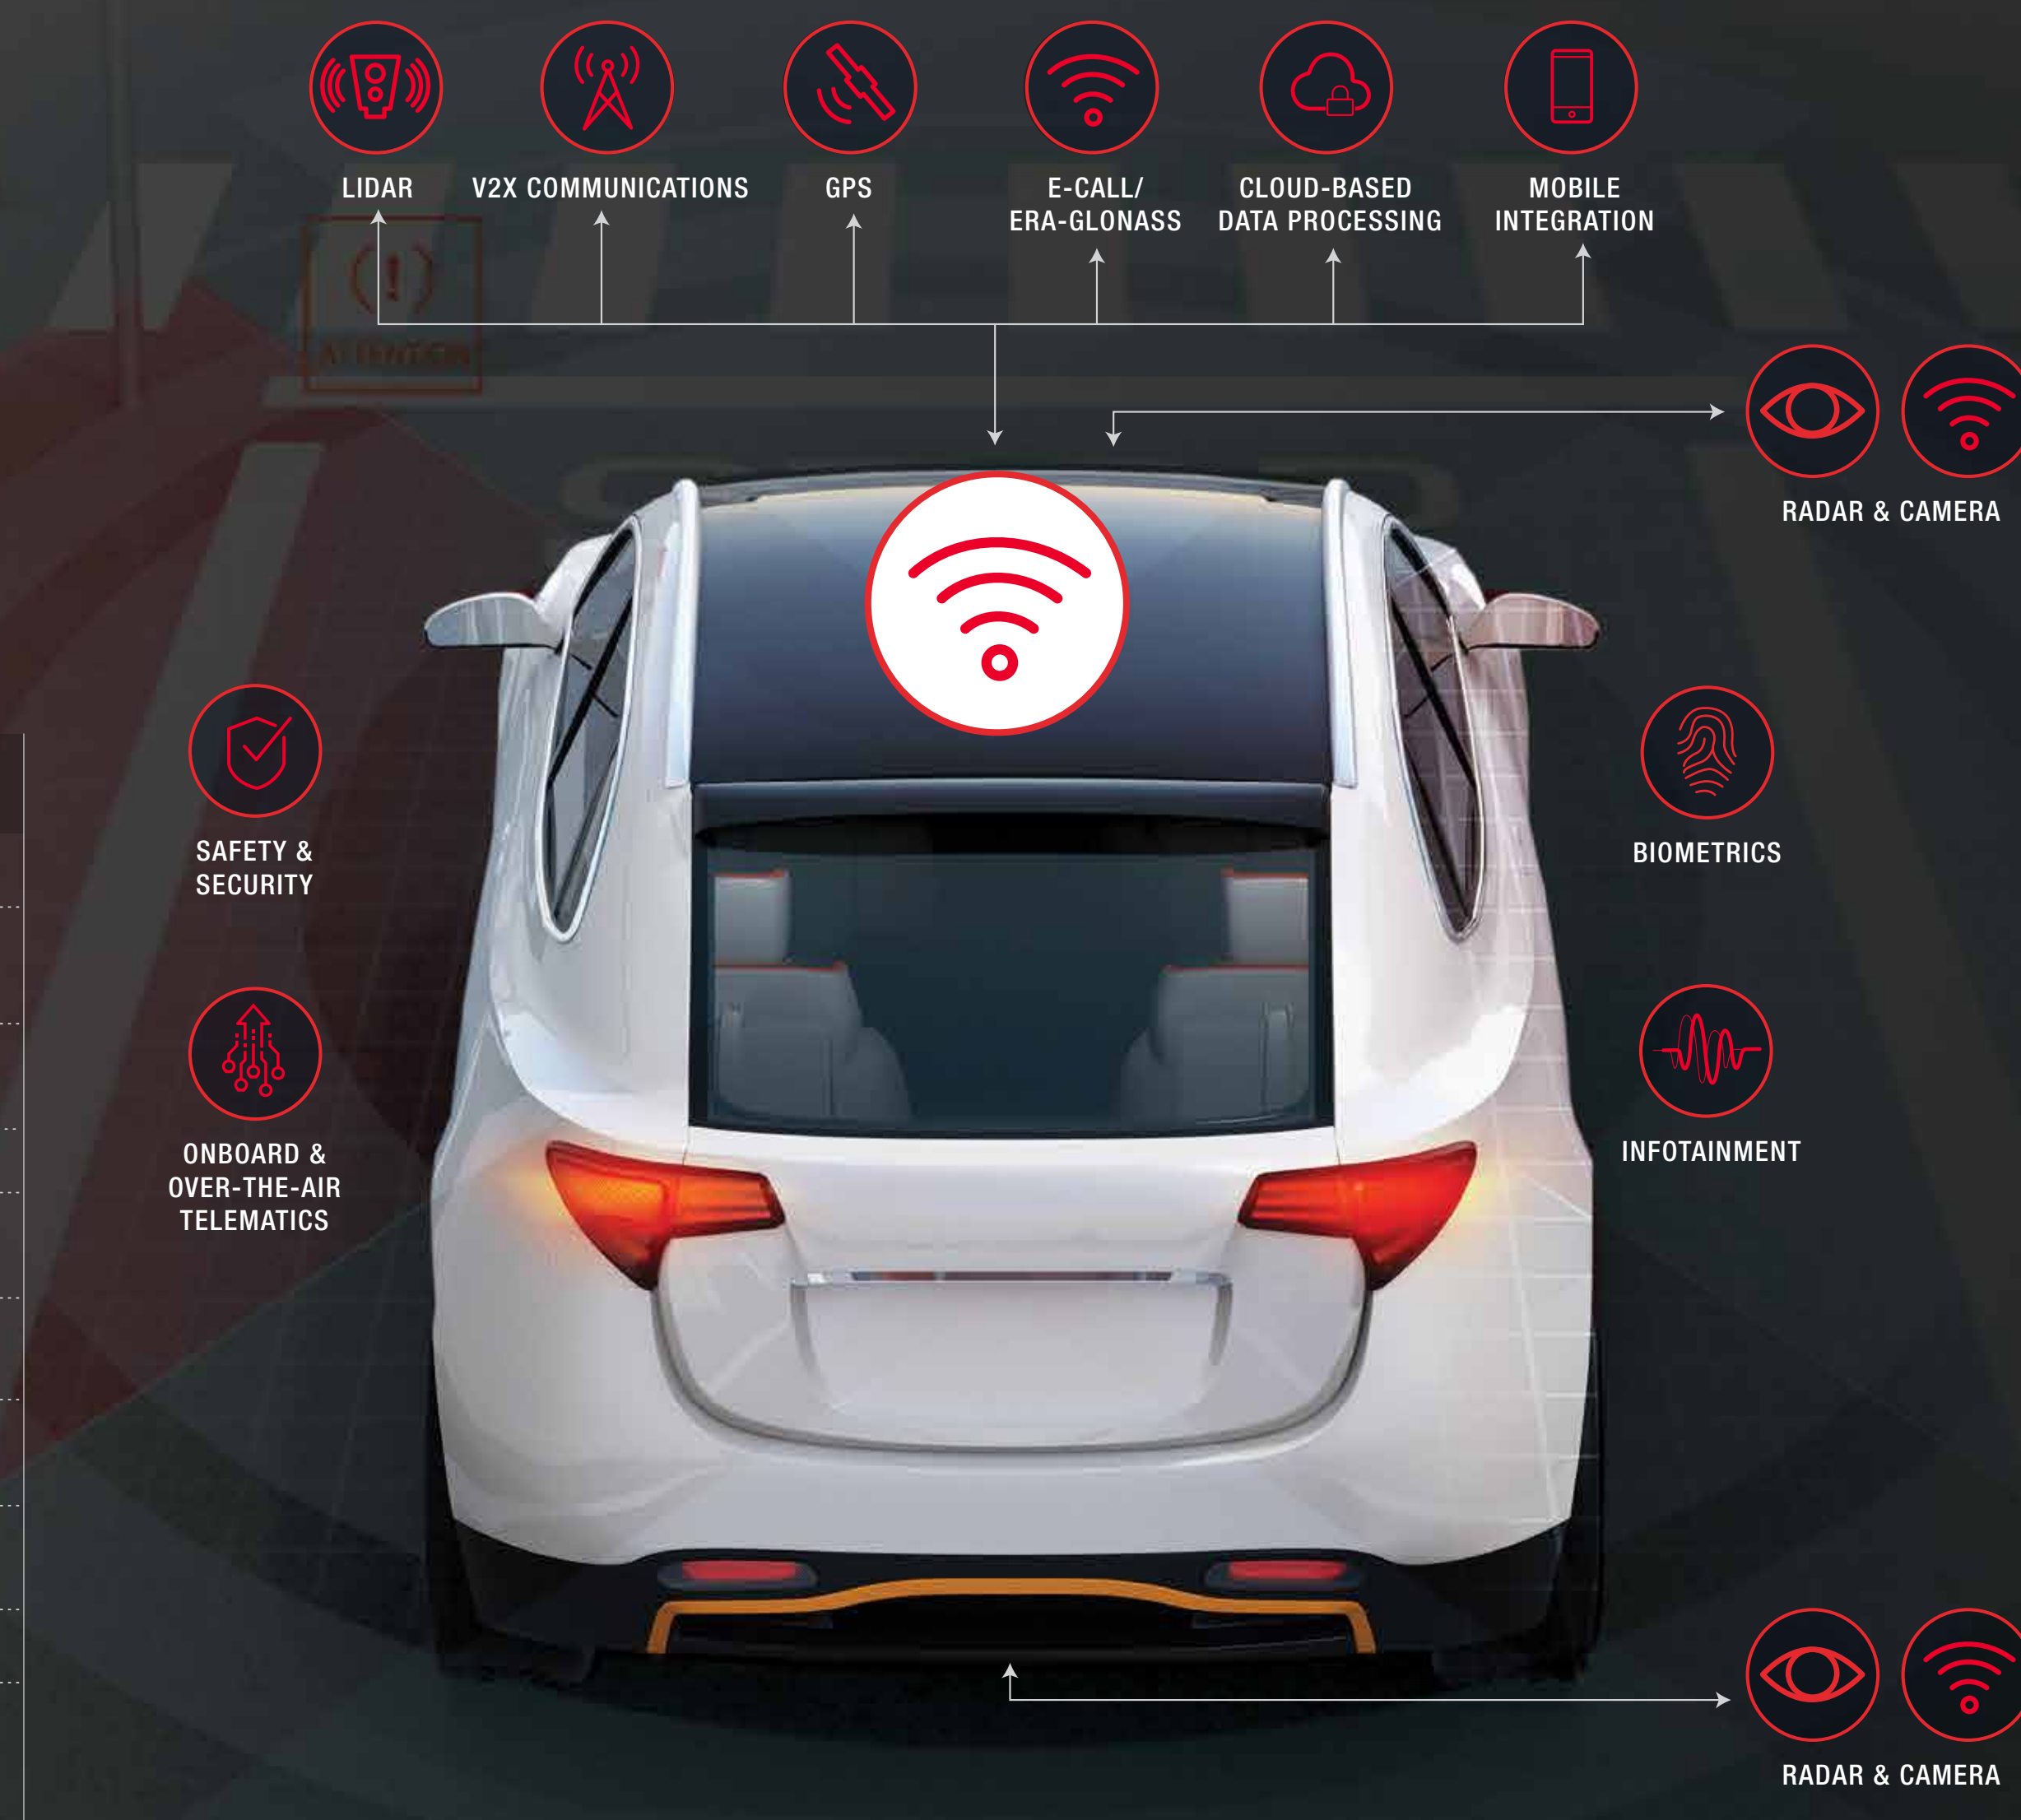 LIDAR
V2X COMMUNICATIONS
GPS
E-CALL/
ERA-GLONASS
CLOUD-BASED
DATA PROCESSING
MOBILE
INTEGRATION
ATTENTION
RADAR & CAMERA
SAFETY &
SECURITY
BIOMETRICS
ONBOARD &
OVER-THE-AIR
TELEMATICS
INFOTAINMENT
RADAR & CAMERA